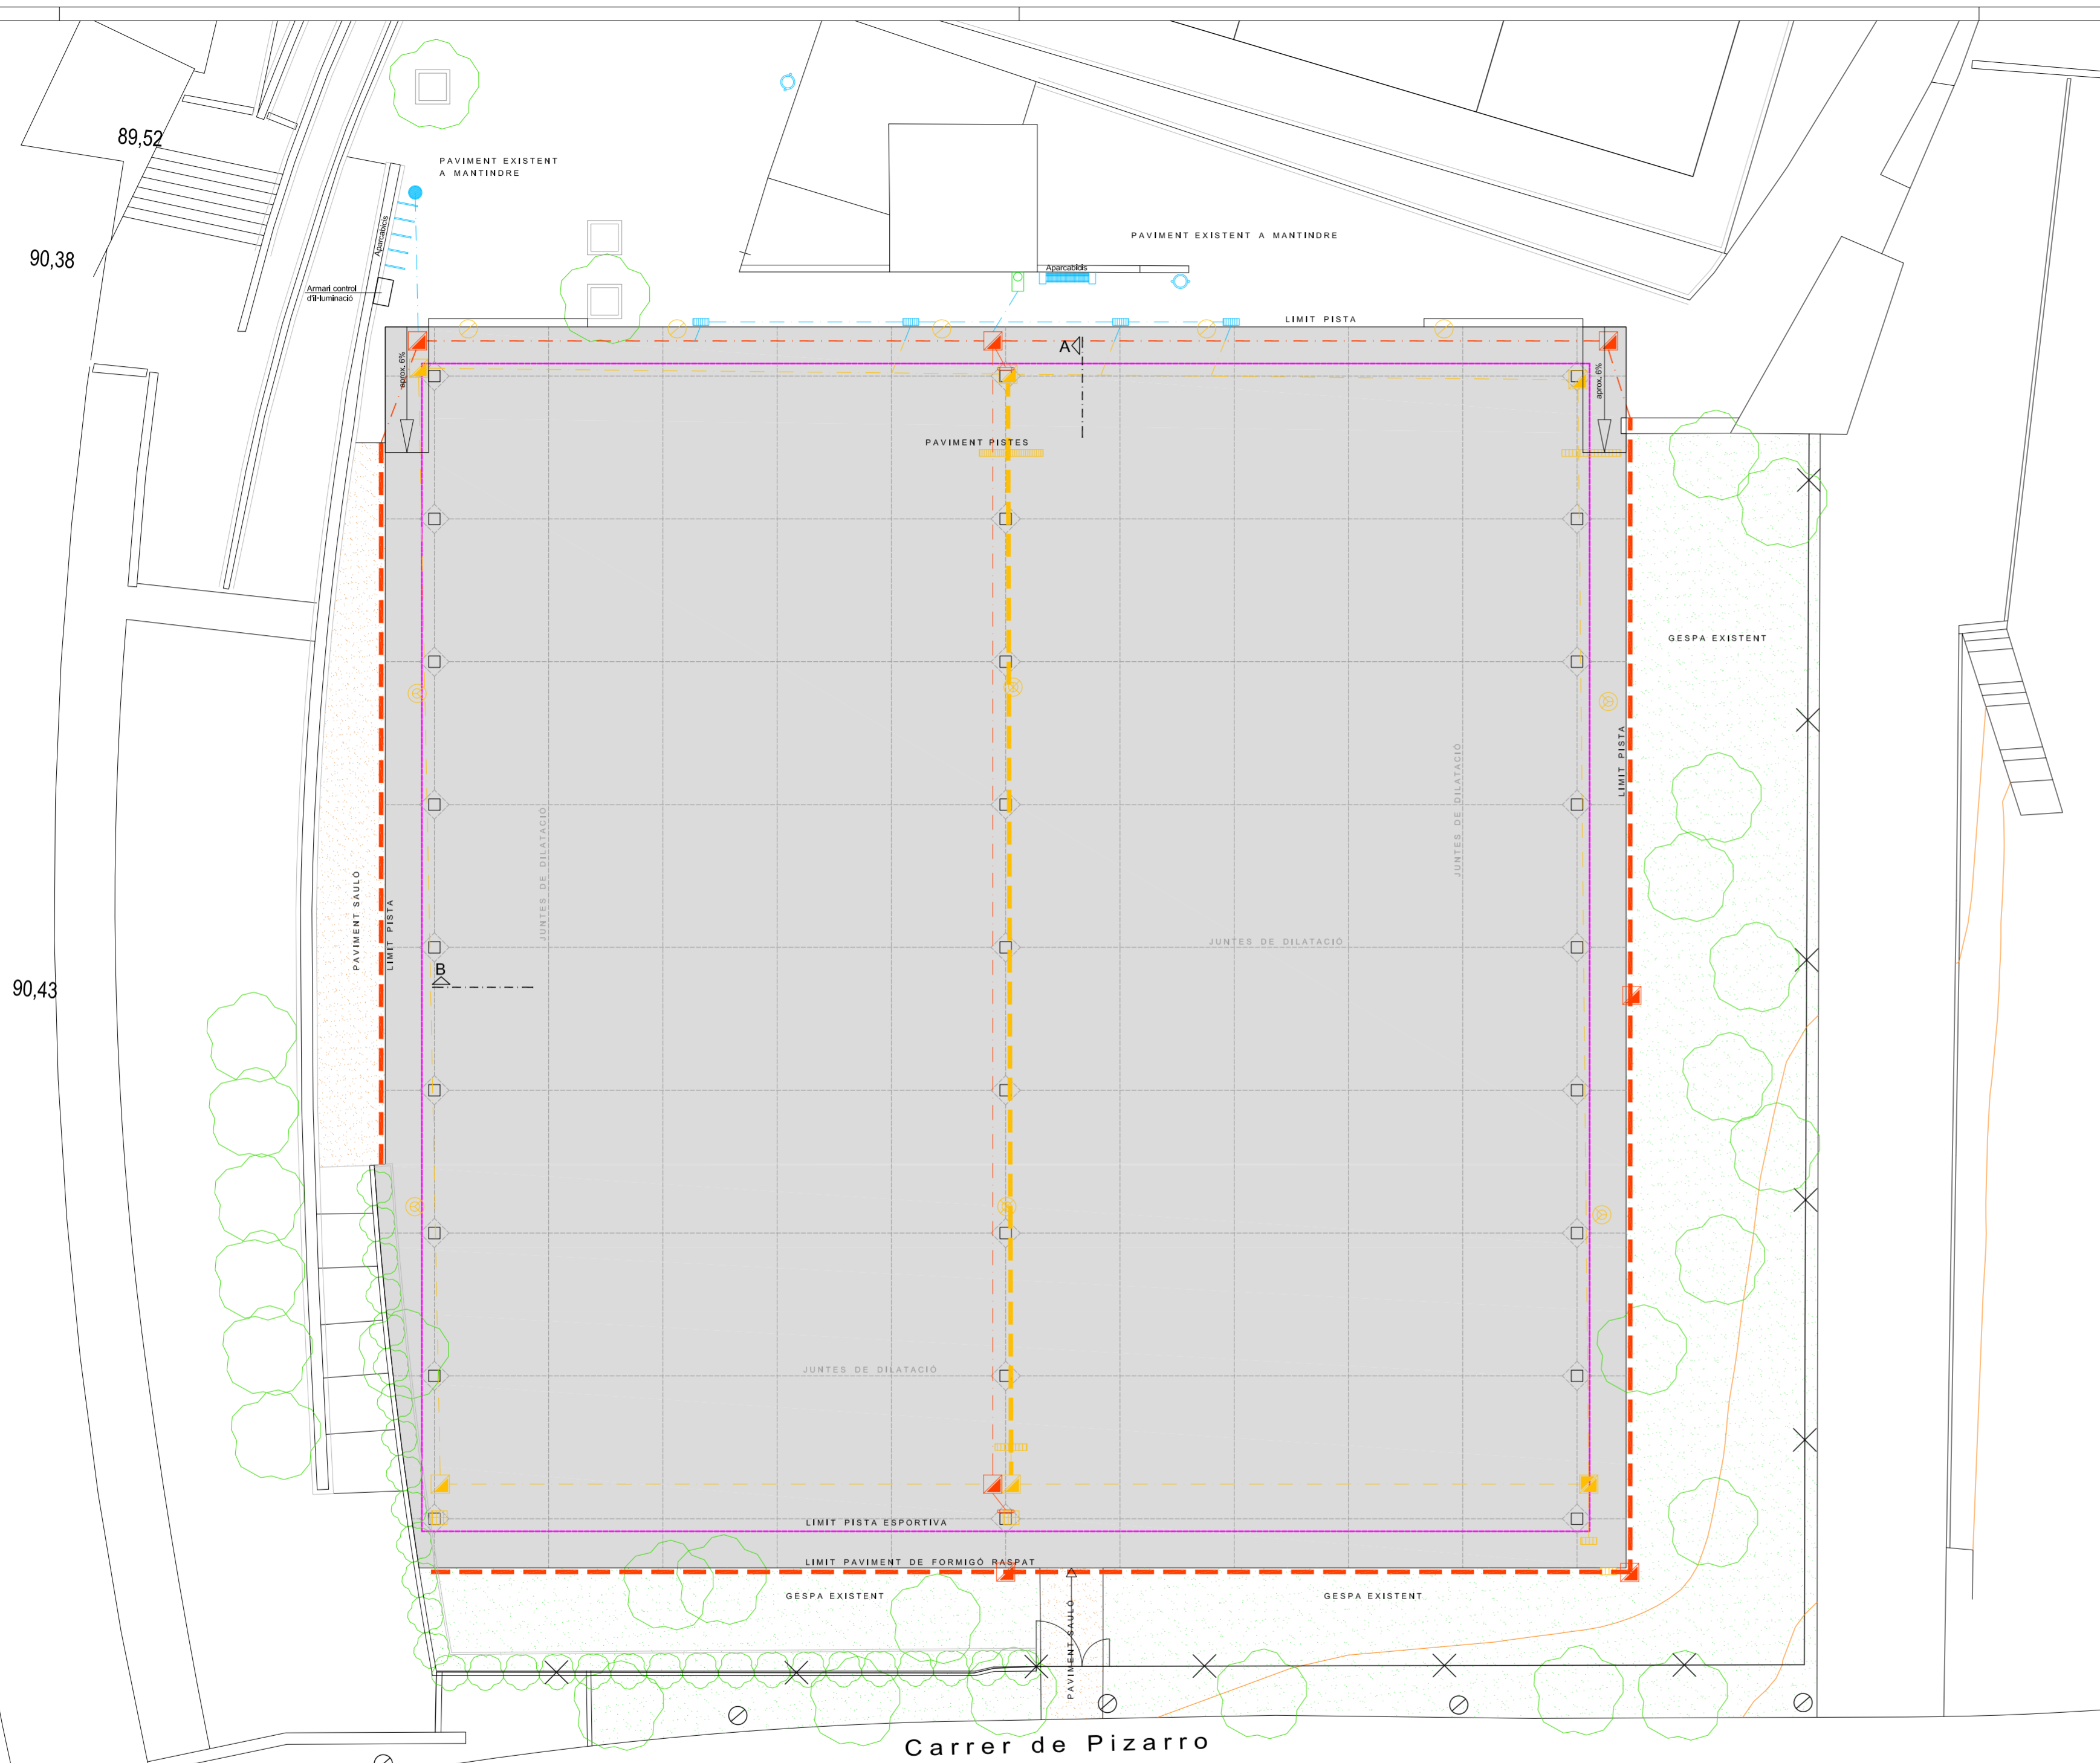 89,52
PAVIMENT EXISTENT
A MANTINDRE
Aparcabicis
PAVIMENT EXISTENT A MANTINDRE
90,38
Aparcabicis
Armari control
d'il·luminació
LIMIT PISTA
A
aprox. 6%
aprox. 6%
PAVIMENT PISTES
GESPA EXISTENT
LIMIT PISTA
JUNTES DE DILATACIÓ
JUNTES DE DILATACIÓ
PAVIMENT SAULÓ
LIMIT PISTA
JUNTES DE DILATACIÓ
B
90,43
JUNTES DE DILATACIÓ
LIMIT PISTA ESPORTIVA
LIMIT PAVIMENT DE FORMIGÓ RASPAT
GESPA EXISTENT
GESPA EXISTENT
PAVIMENT SAULÓ
Carrer de Pizarro